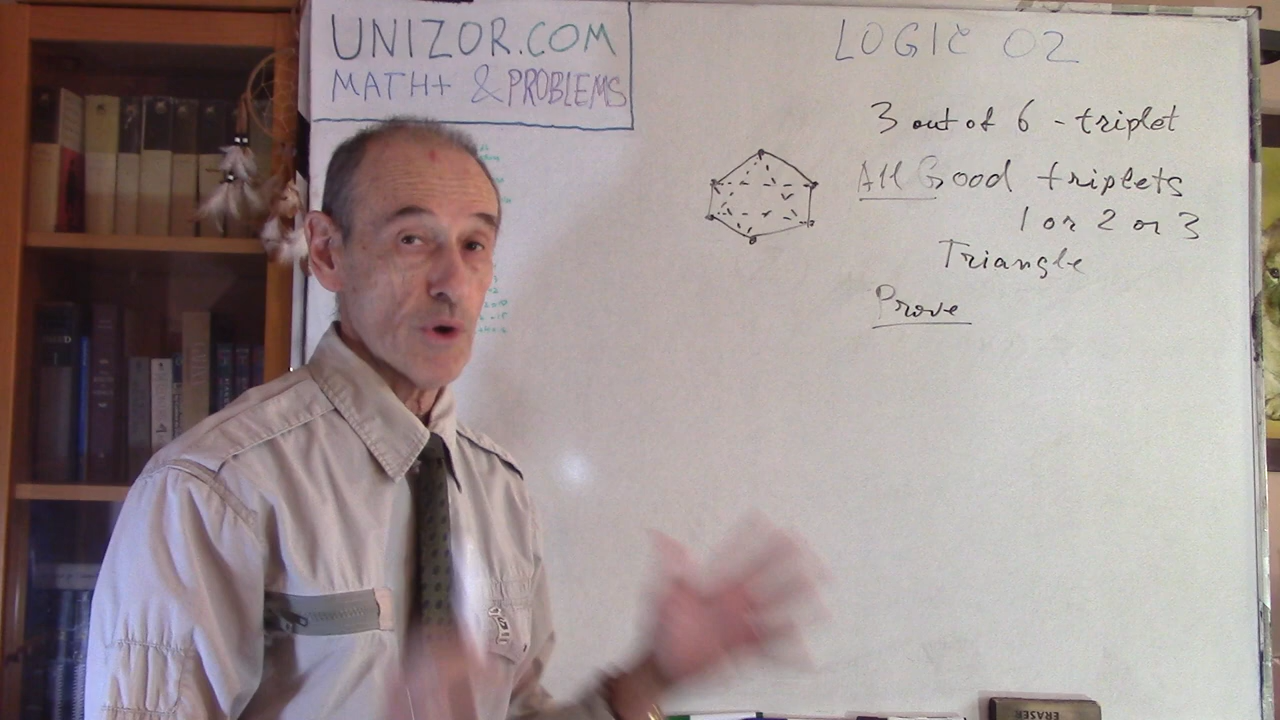 UNIZOR.COM
MATH+ & PROBLEMS
LOGIC 02
3 out of 6 - triplet
All Good triplets
1 or 2 or 3
Triangle
Prove
ERASER